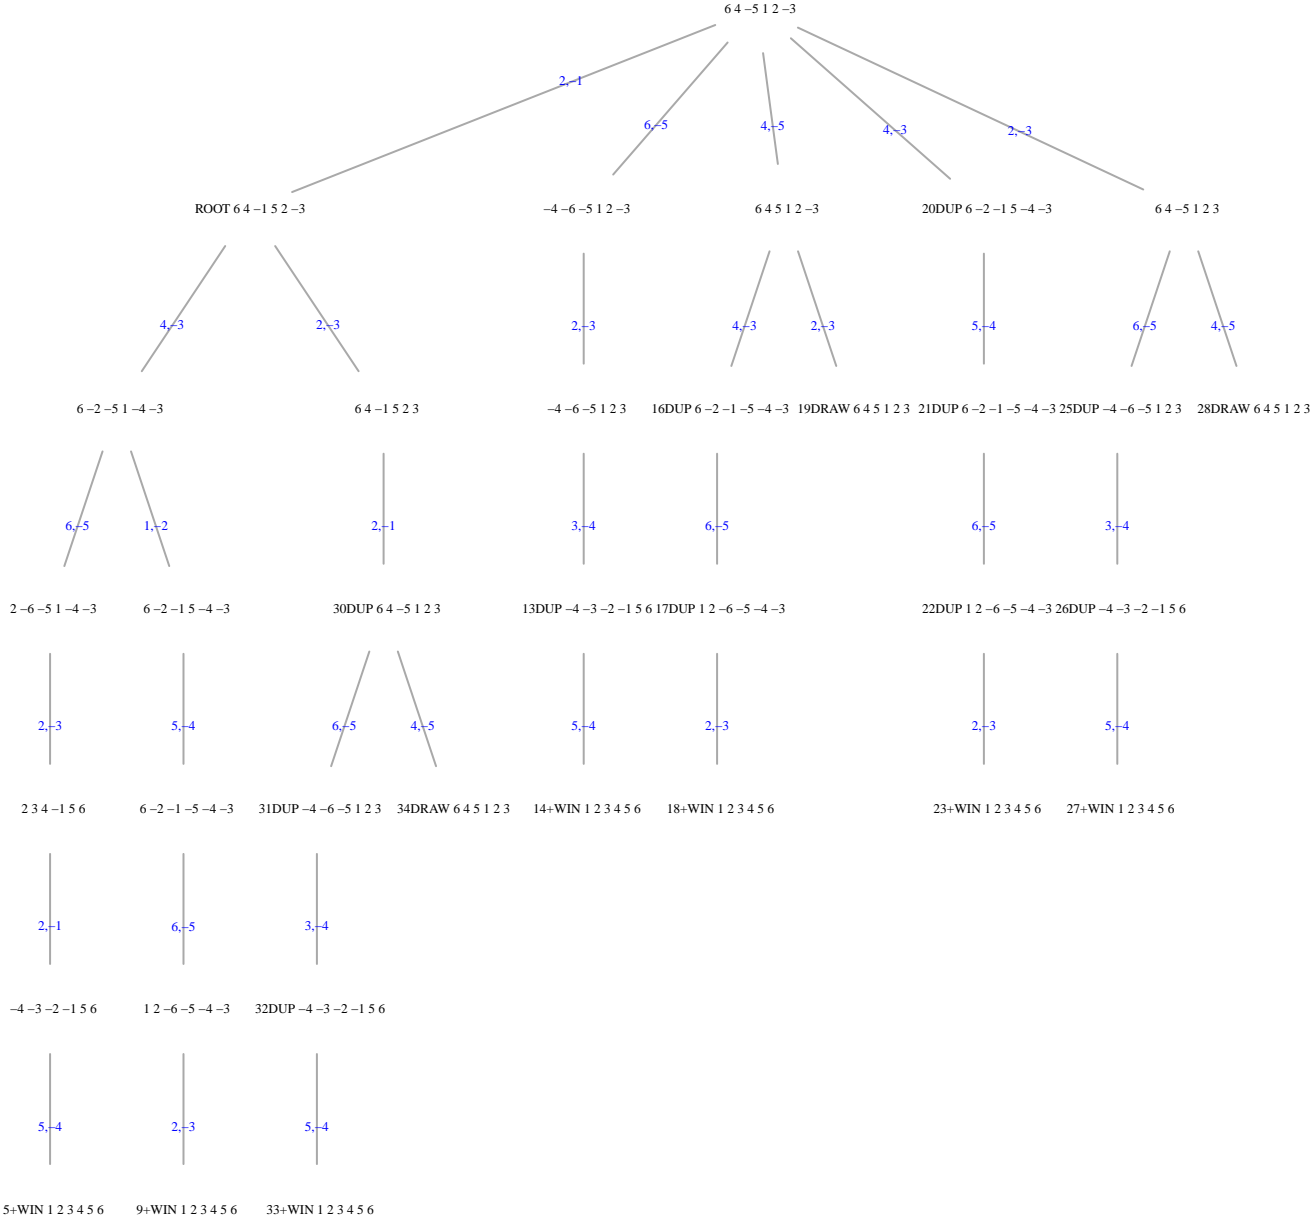 6 4 −5 1 2 −3
2,−1
6,−5
4,−5
4,−3
2,−3
ROOT 6 4 −1 5 2 −3
−4 −6 −5 1 2 −3
6 4 5 1 2 −3
20DUP 6 −2 −1 5 −4 −3
6 4 −5 1 2 3
4,−3
2,−3
2,−3
4,−3
2,−3
5,−4
6,−5
4,−5
6 −2 −5 1 −4 −3
6 4 −1 5 2 3
−4 −6 −5 1 2 3
16DUP 6 −2 −1 −5 −4 −3
19DRAW 6 4 5 1 2 3
21DUP 6 −2 −1 −5 −4 −3
25DUP −4 −6 −5 1 2 3
28DRAW 6 4 5 1 2 3
6,−5
1,−2
2,−1
3,−4
6,−5
6,−5
3,−4
2 −6 −5 1 −4 −3
6 −2 −1 5 −4 −3
30DUP 6 4 −5 1 2 3
13DUP −4 −3 −2 −1 5 6
17DUP 1 2 −6 −5 −4 −3
22DUP 1 2 −6 −5 −4 −3
26DUP −4 −3 −2 −1 5 6
2,−3
5,−4
6,−5
4,−5
5,−4
2,−3
2,−3
5,−4
2 3 4 −1 5 6
6 −2 −1 −5 −4 −3
31DUP −4 −6 −5 1 2 3
34DRAW 6 4 5 1 2 3
14+WIN 1 2 3 4 5 6
18+WIN 1 2 3 4 5 6
23+WIN 1 2 3 4 5 6
27+WIN 1 2 3 4 5 6
2,−1
6,−5
3,−4
−4 −3 −2 −1 5 6
1 2 −6 −5 −4 −3
32DUP −4 −3 −2 −1 5 6
5,−4
2,−3
5,−4
5+WIN 1 2 3 4 5 6
9+WIN 1 2 3 4 5 6
33+WIN 1 2 3 4 5 6